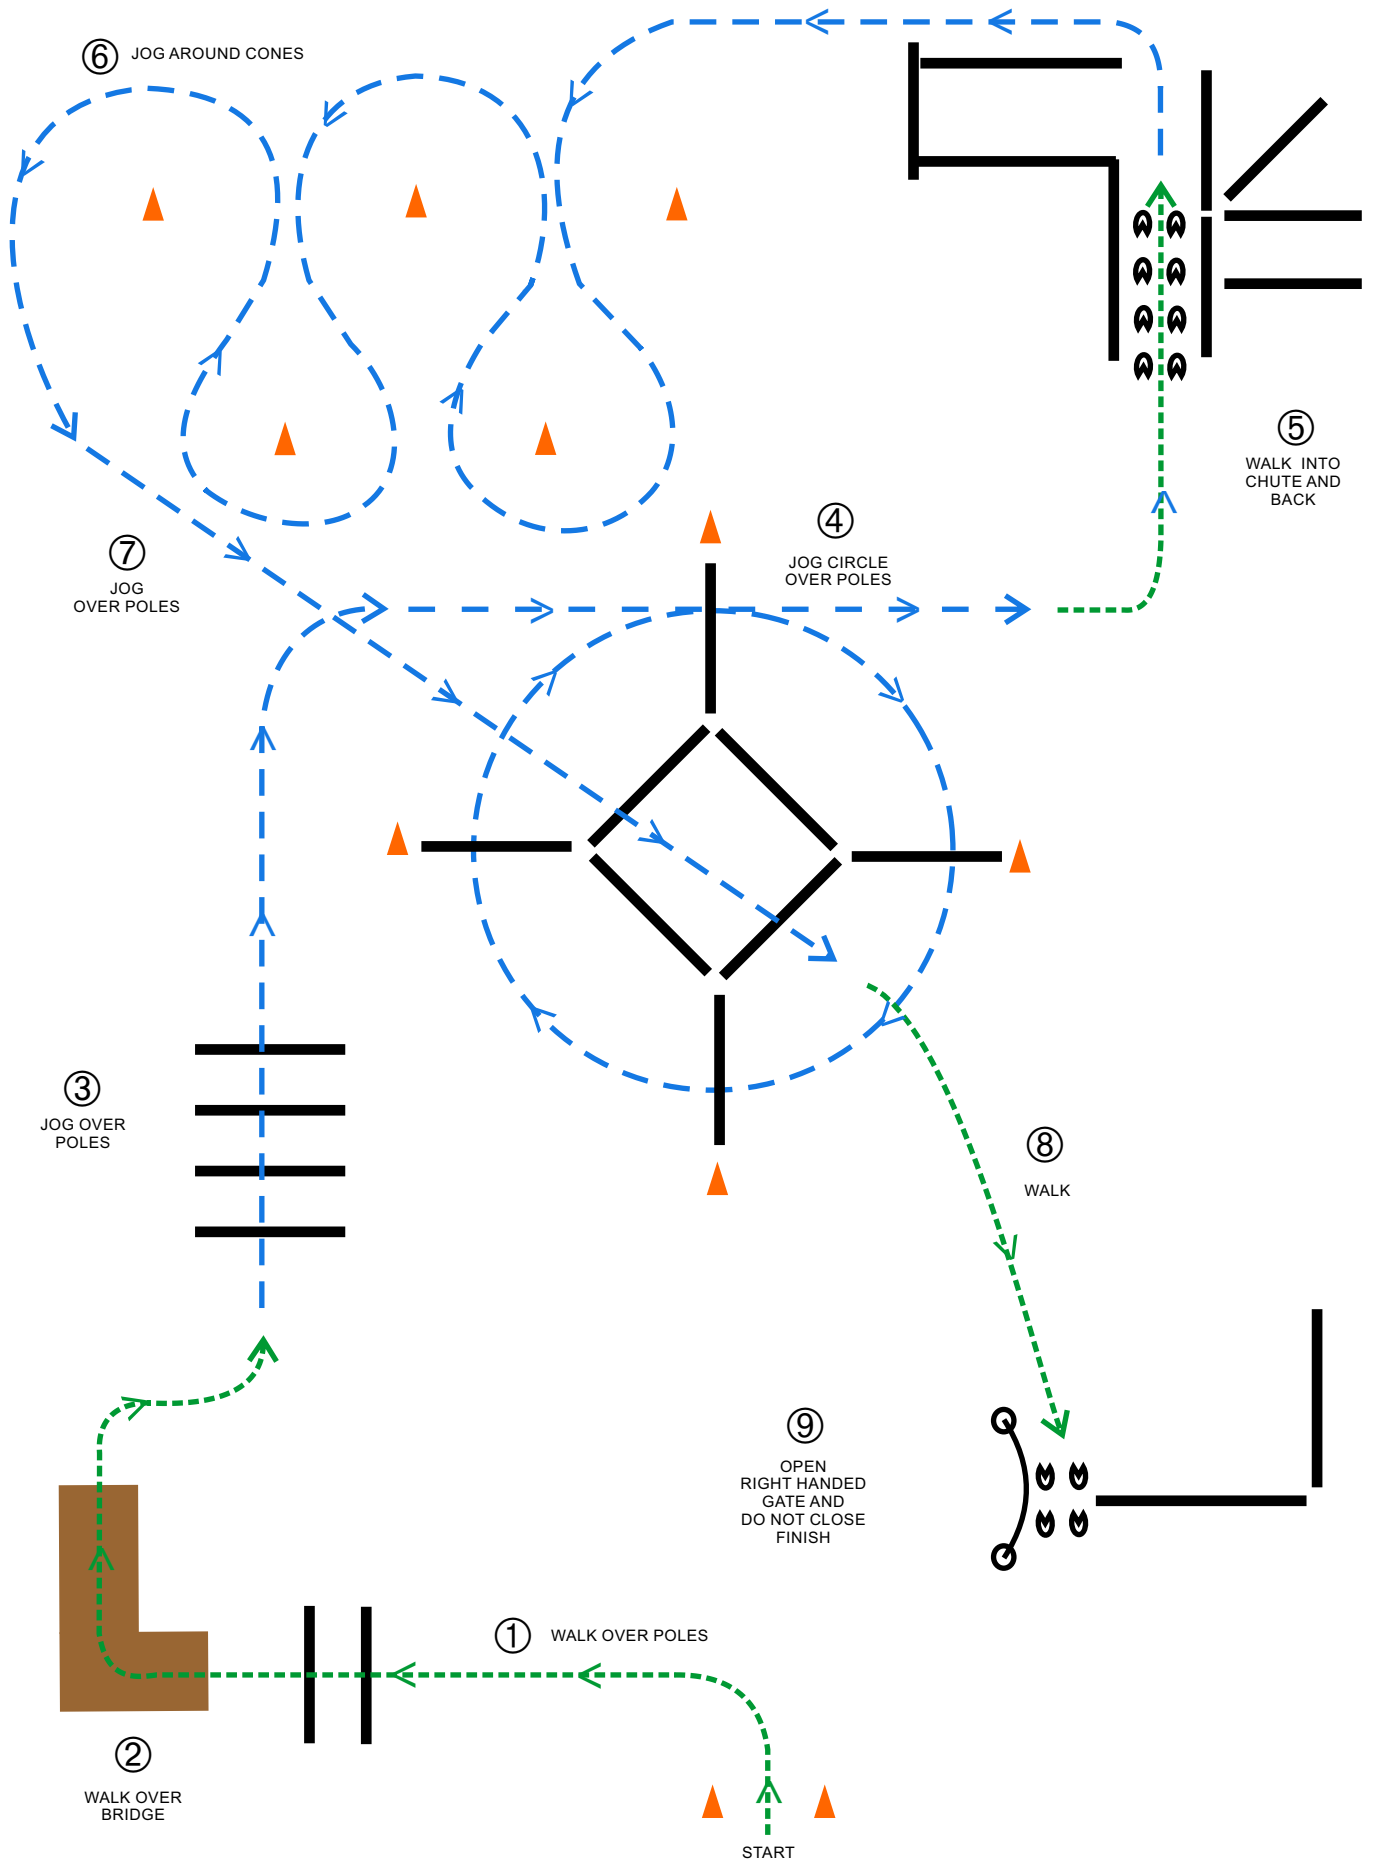 ⑥ JOG AROUND CONES
⑤
WALK INTO
CHUTE AND
BACK
④
JOG CIRCLE
OVER POLES
⑦
JOG
OVER POLES
③
JOG OVER
POLES
⑧
WALK
⑨
OPEN
RIGHT HANDED
GATE AND
DO NOT CLOSE
FINISH
① WALK OVER POLES
②
WALK OVER
BRIDGE
START